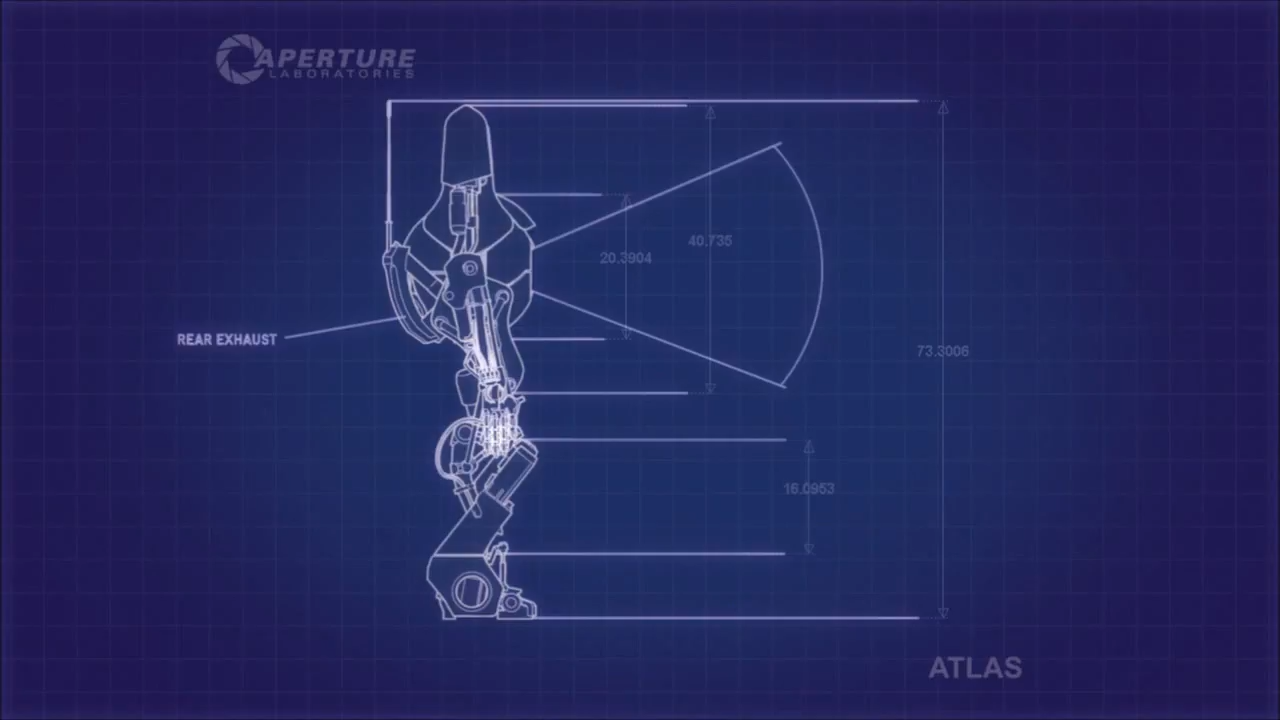 APERTURE
LABORATORIES
40.735
20.3904
REAR EXHAUST
73.3006
16.0953
ATLAS